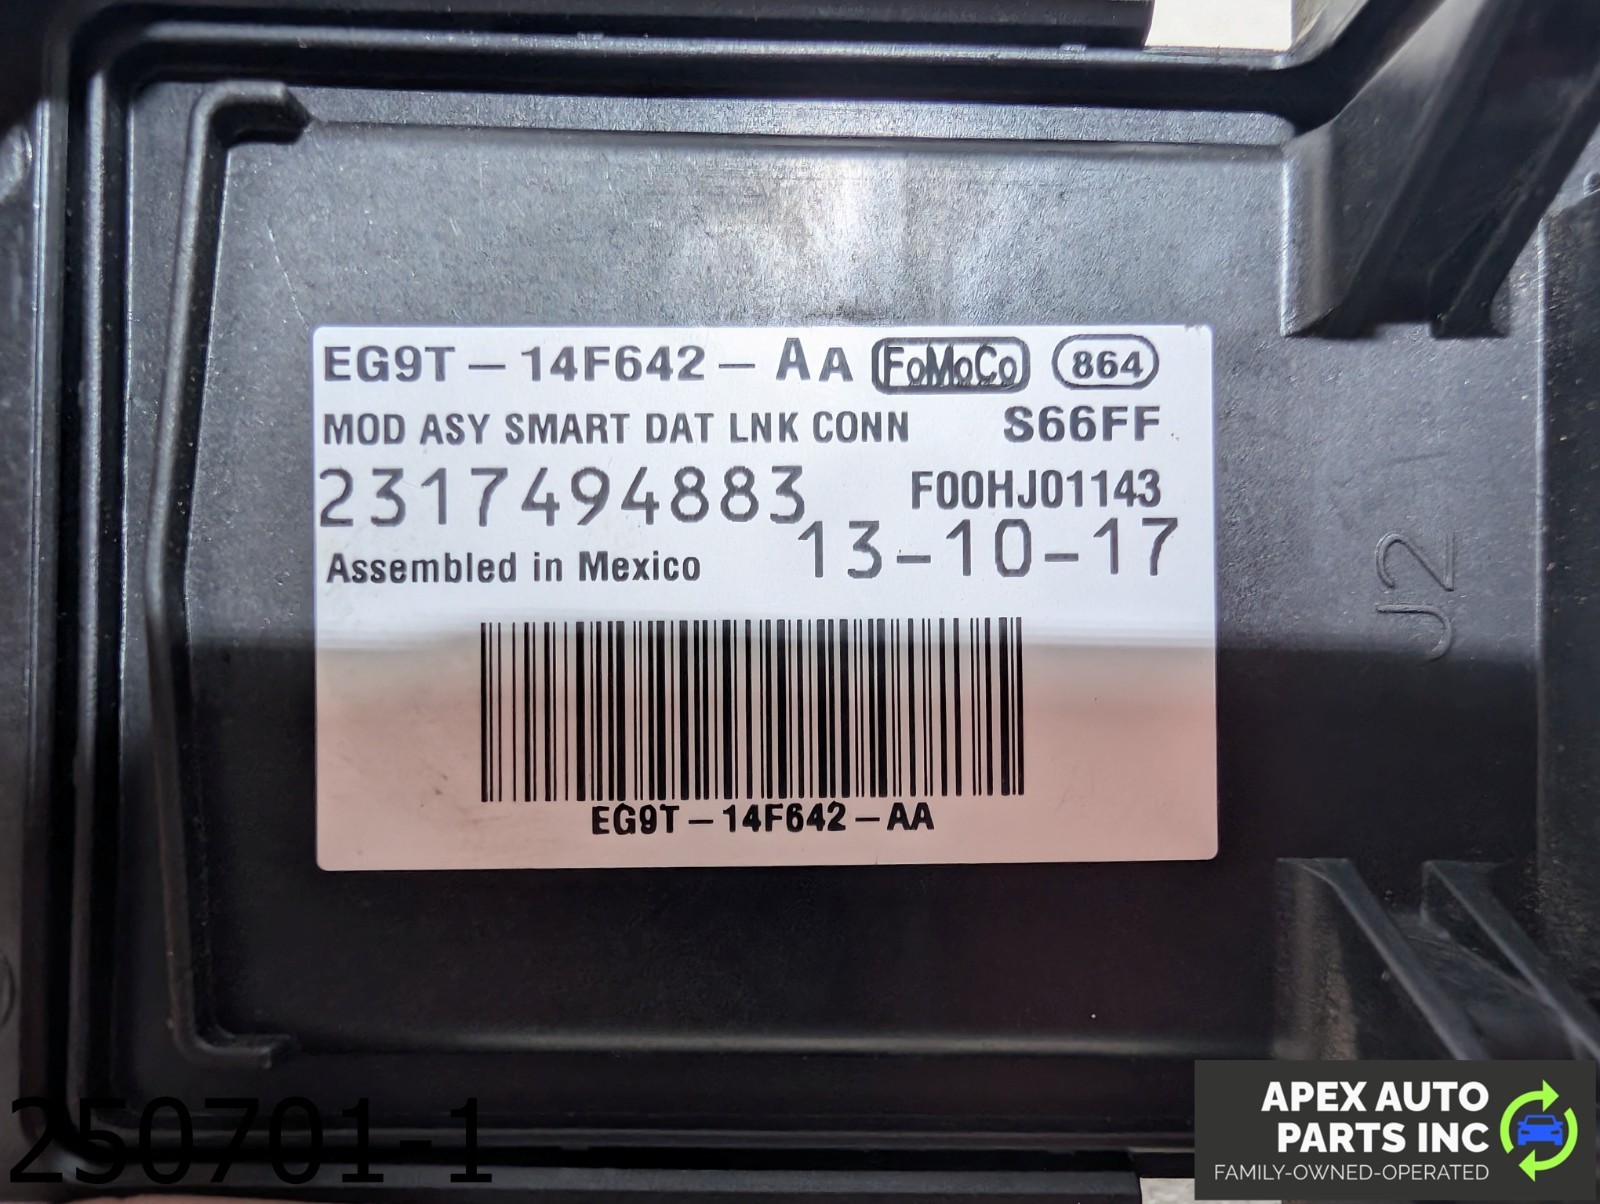 EG9T-14F642-AA FoMoCo 864
MOD ASY SMART DAT LNK CONN S66FF
2317494883 F00HJ01143
Assembled in Mexico 13-10-17
EG9T-14F642-AA
J2
250701-1
APEX AUTO
PARTS INC
FAMILY-OWNED-OPERATED